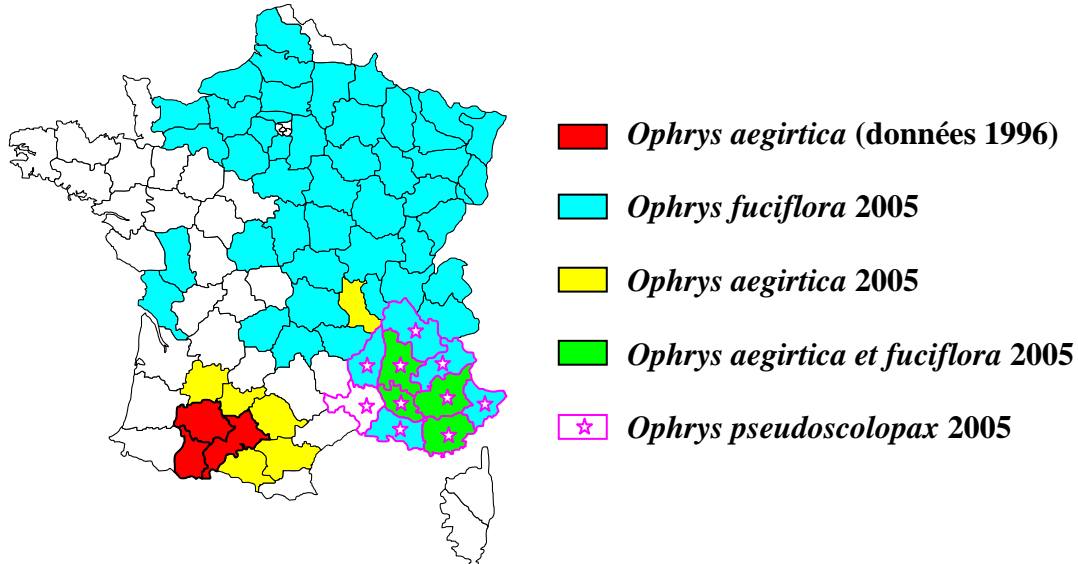 Ophrys aegirtica (données 1996)
Ophrys fuciflora 2005
Ophrys aegirtica 2005
Ophrys aegirtica et fuciflora 2005
Ophrys pseudoscolopax 2005